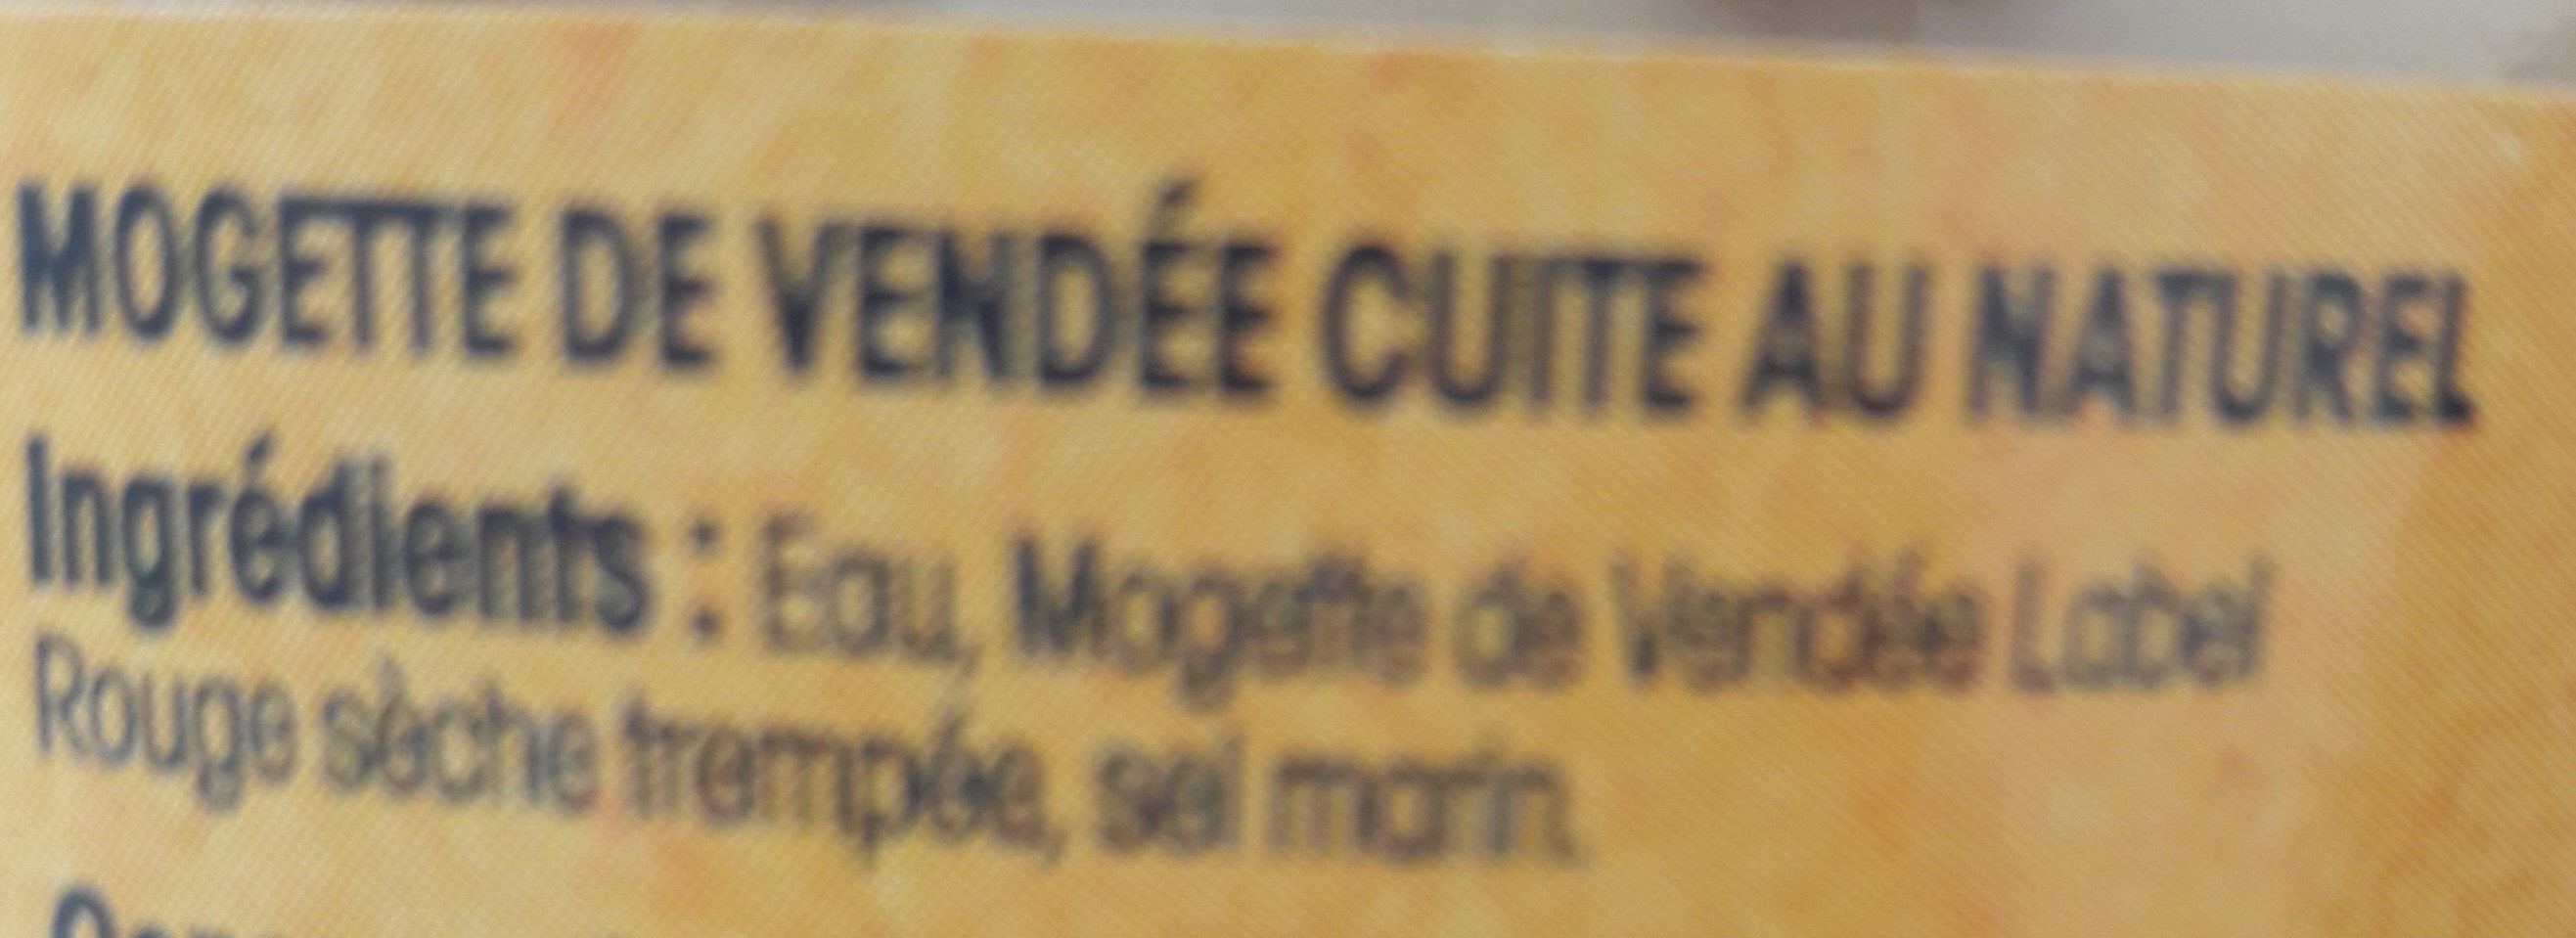 MOGETTE DE VENDÉE CUITE AU NATUREL
Ingrédients : Eau, Mogette de Vendée Label
Rouge sèche trempée, sel marin.